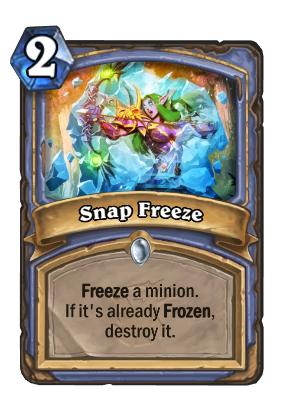 2
Snap Freeze
Freeze a minion.
If it's already Frozen,
destroy it.